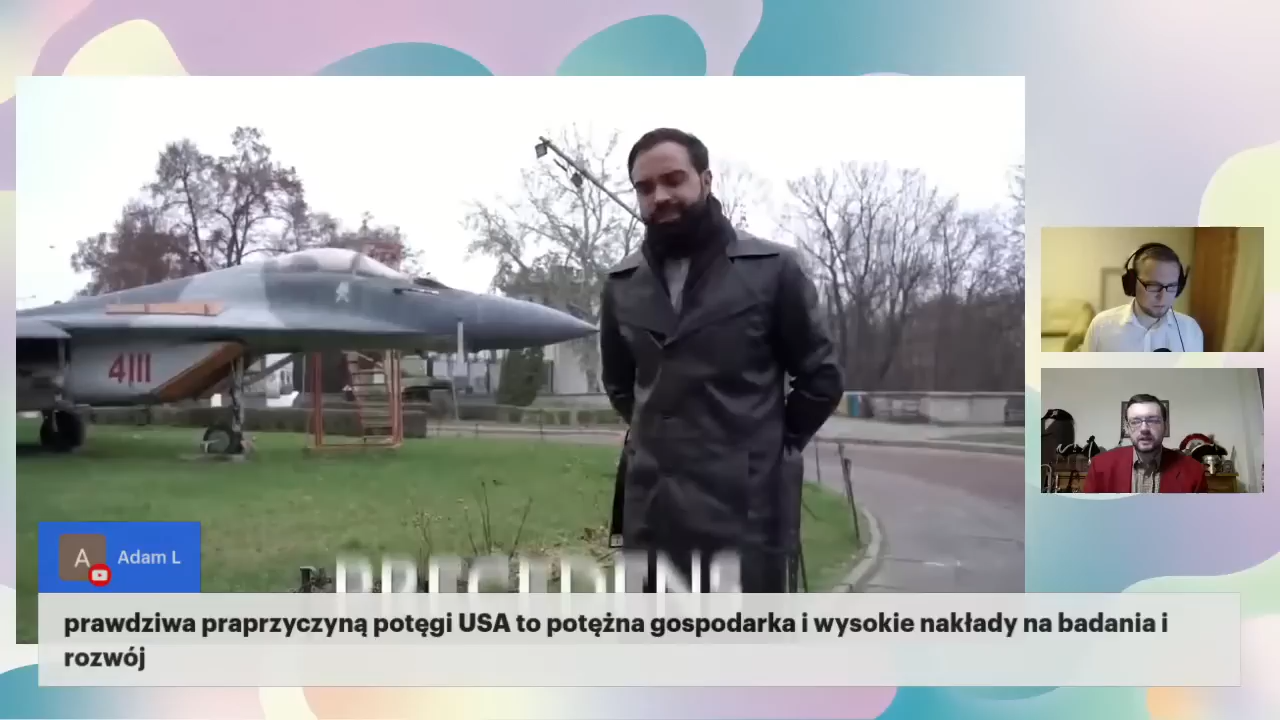 4111
A
Adam L
prawdziwa praprzyczyną potęgi USA to potężna gospodarka i wysokie nakłady na badania i
rozwój